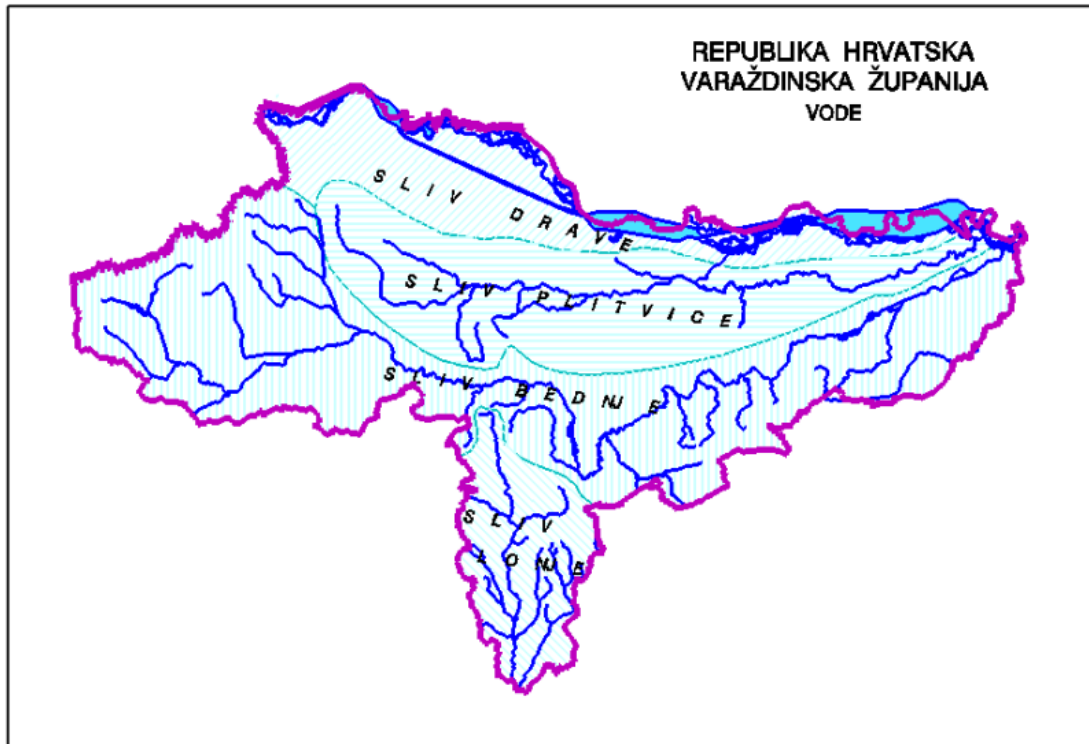 REPUBLIKA HRVATSKA
VARAŽDINSKA ŽUPANIJA
VODE
SLIV DRAVE
SLIV PLITVICE
SLIV BEDNJE
SLIV
LONJE